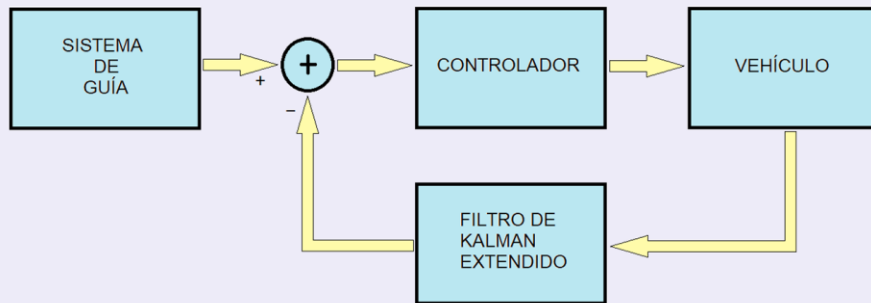 SISTEMA
DE
GUÍA
+
+
−
CONTROLADOR
VEHÍCULO
FILTRO DE
KALMAN
EXTENDIDO